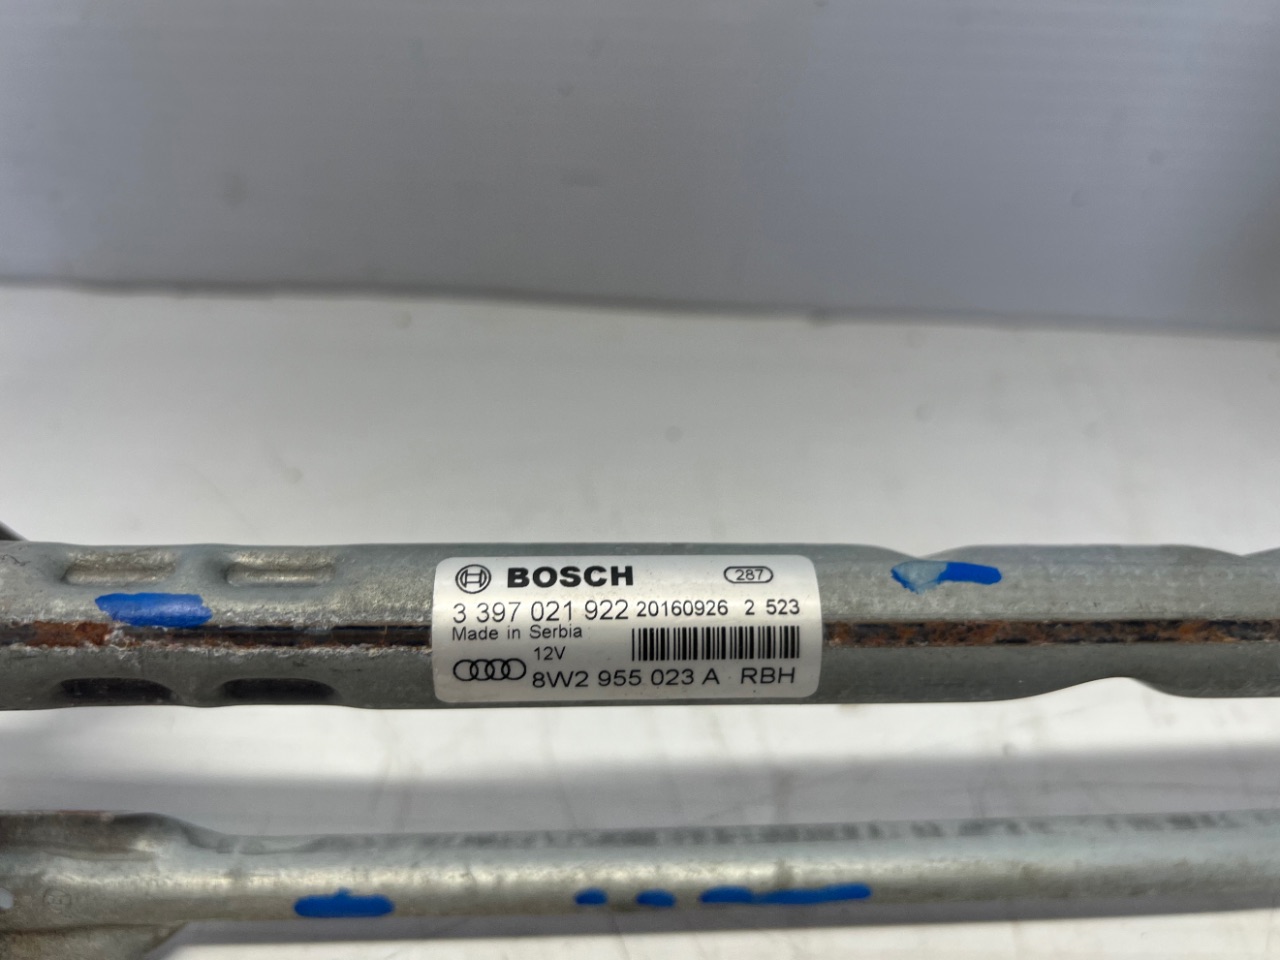 BOSCH 287
3 397 021 922 20160926 2 523
Made in Serbia
12V
8W2 955 023 A RBH